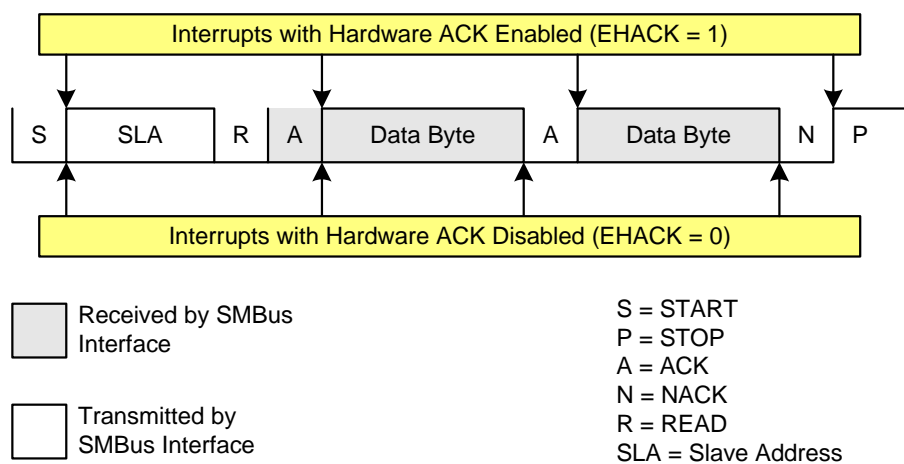 Interrupts with Hardware ACK Enabled (EHACK = 1)
S SLA R A Data Byte A Data Byte N P
Interrupts with Hardware ACK Disabled (EHACK = 0)
Received by SMBus
Interface
Transmitted by
SMBus Interface
S = START
P = STOP
A = ACK
N = NACK
R = READ
SLA = Slave Address